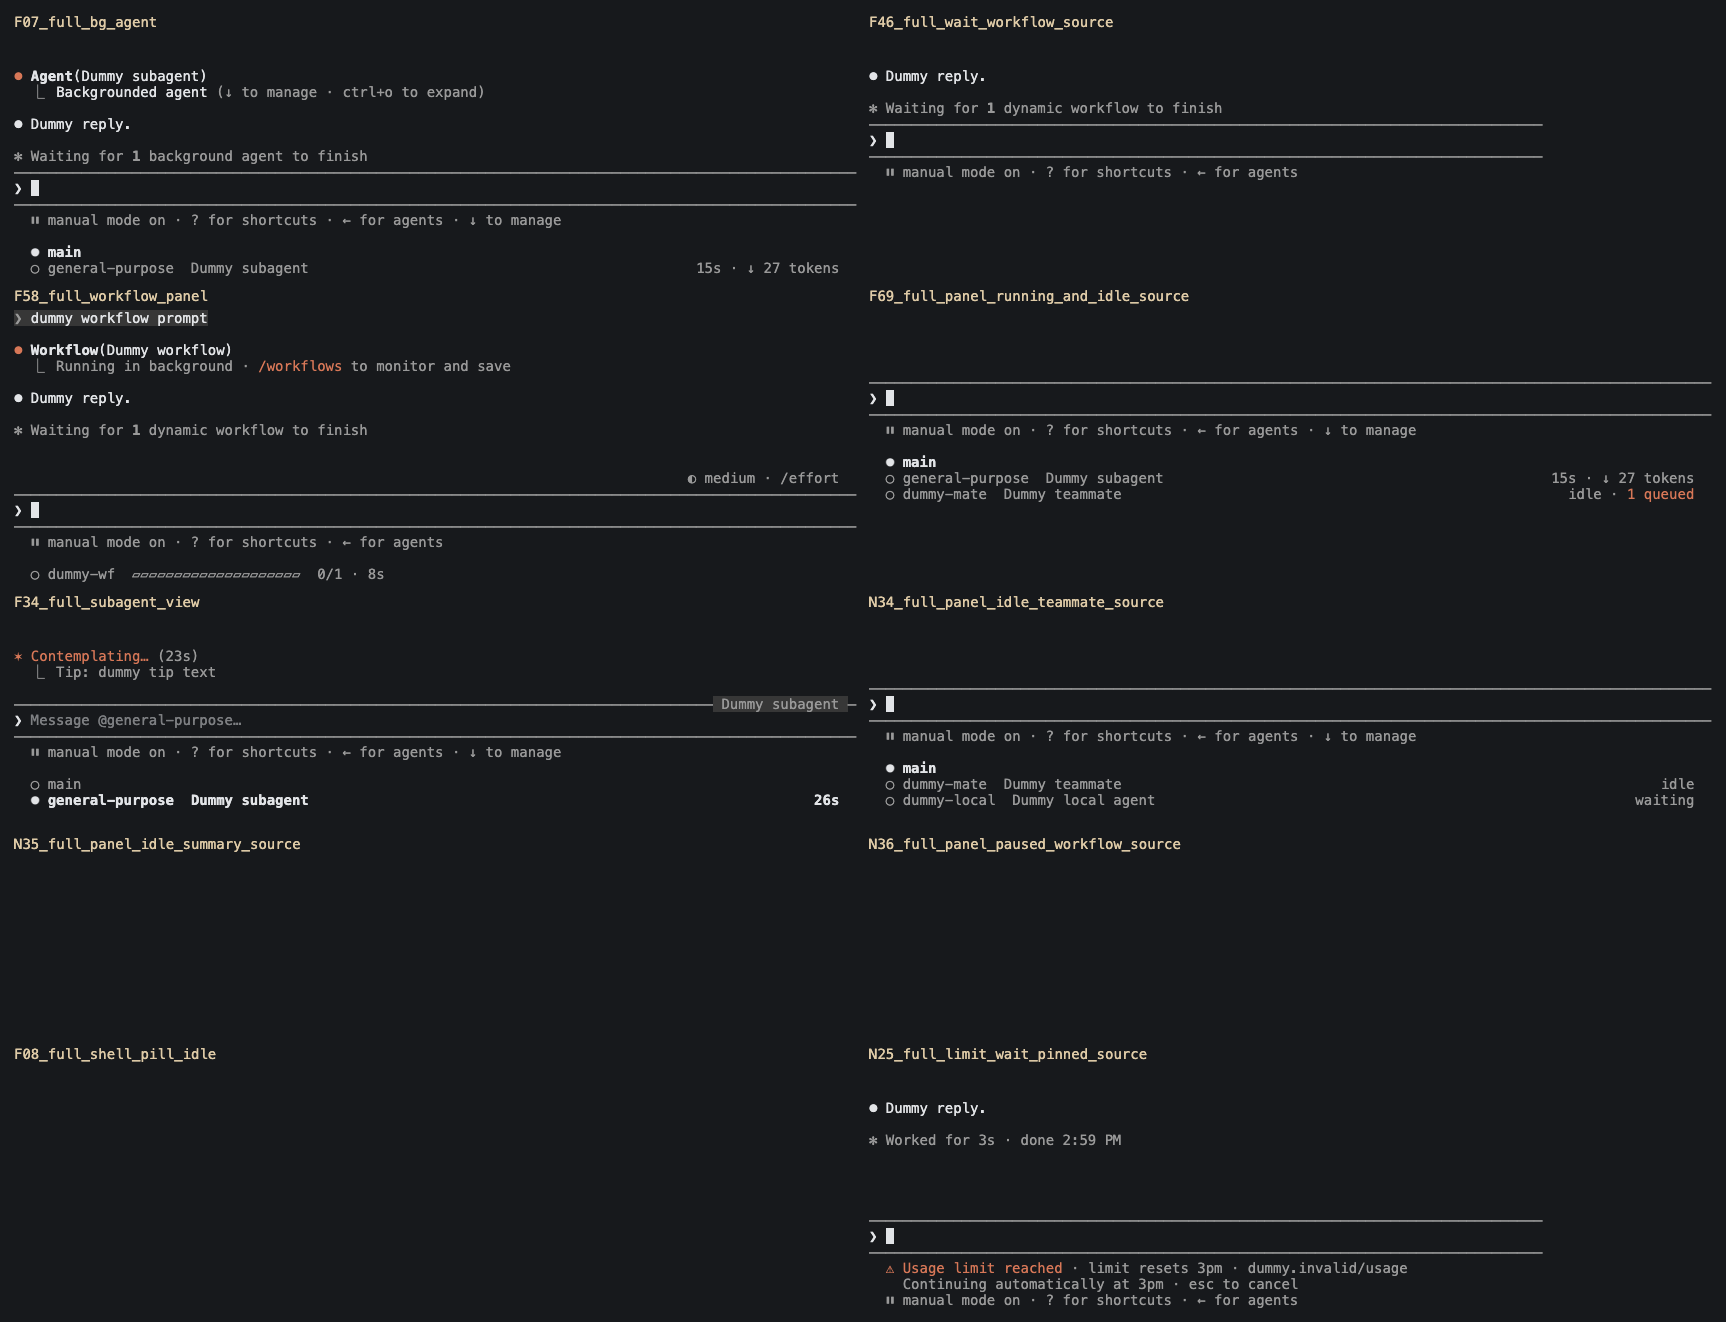 F07_full_bg_agent
● Agent(Dummy subagent)
⎿ Backgrounded agent (↓ to manage · ctrl+o to expand)
● Dummy reply.
✻ Waiting for 1 background agent to finish
❯
⏸ manual mode on · ? for shortcuts · ← for agents · ↓ to manage
● main
○ general-purpose Dummy subagent 15s · ↓ 27 tokens
F46_full_wait_workflow_source
● Dummy reply.
✻ Waiting for 1 dynamic workflow to finish
❯
⏸ manual mode on · ? for shortcuts · ← for agents
F58_full_workflow_panel
❯ dummy workflow prompt
● Workflow(Dummy workflow)
⎿ Running in background · /workflows to monitor and save
● Dummy reply.
✻ Waiting for 1 dynamic workflow to finish
◐ medium · /effort
❯
⏸ manual mode on · ? for shortcuts · ← for agents
○ dummy-wf ▱▱▱▱▱▱▱▱▱▱▱▱▱▱▱▱▱▱▱▱ 0/1 · 8s
F69_full_panel_running_and_idle_source
❯
⏸ manual mode on · ? for shortcuts · ← for agents · ↓ to manage
● main
○ general-purpose Dummy subagent 15s · ↓ 27 tokens
○ dummy-mate Dummy teammate idle · 1 queued
F34_full_subagent_view
✶ Contemplating… (23s)
⎿ Tip: dummy tip text
Dummy subagent
❯ Message @general-purpose…
⏸ manual mode on · ? for shortcuts · ← for agents · ↓ to manage
○ main
● general-purpose Dummy subagent 26s
N34_full_panel_idle_teammate_source
❯
⏸ manual mode on · ? for shortcuts · ← for agents · ↓ to manage
● main
○ dummy-mate Dummy teammate idle
○ dummy-local Dummy local agent waiting
N35_full_panel_idle_summary_source
N36_full_panel_paused_workflow_source
F08_full_shell_pill_idle
N25_full_limit_wait_pinned_source
● Dummy reply.
✻ Worked for 3s · done 2:59 PM
❯
⚠ Usage limit reached · limit resets 3pm · dummy.invalid/usage
Continuing automatically at 3pm · esc to cancel
⏸ manual mode on · ? for shortcuts · ← for agents